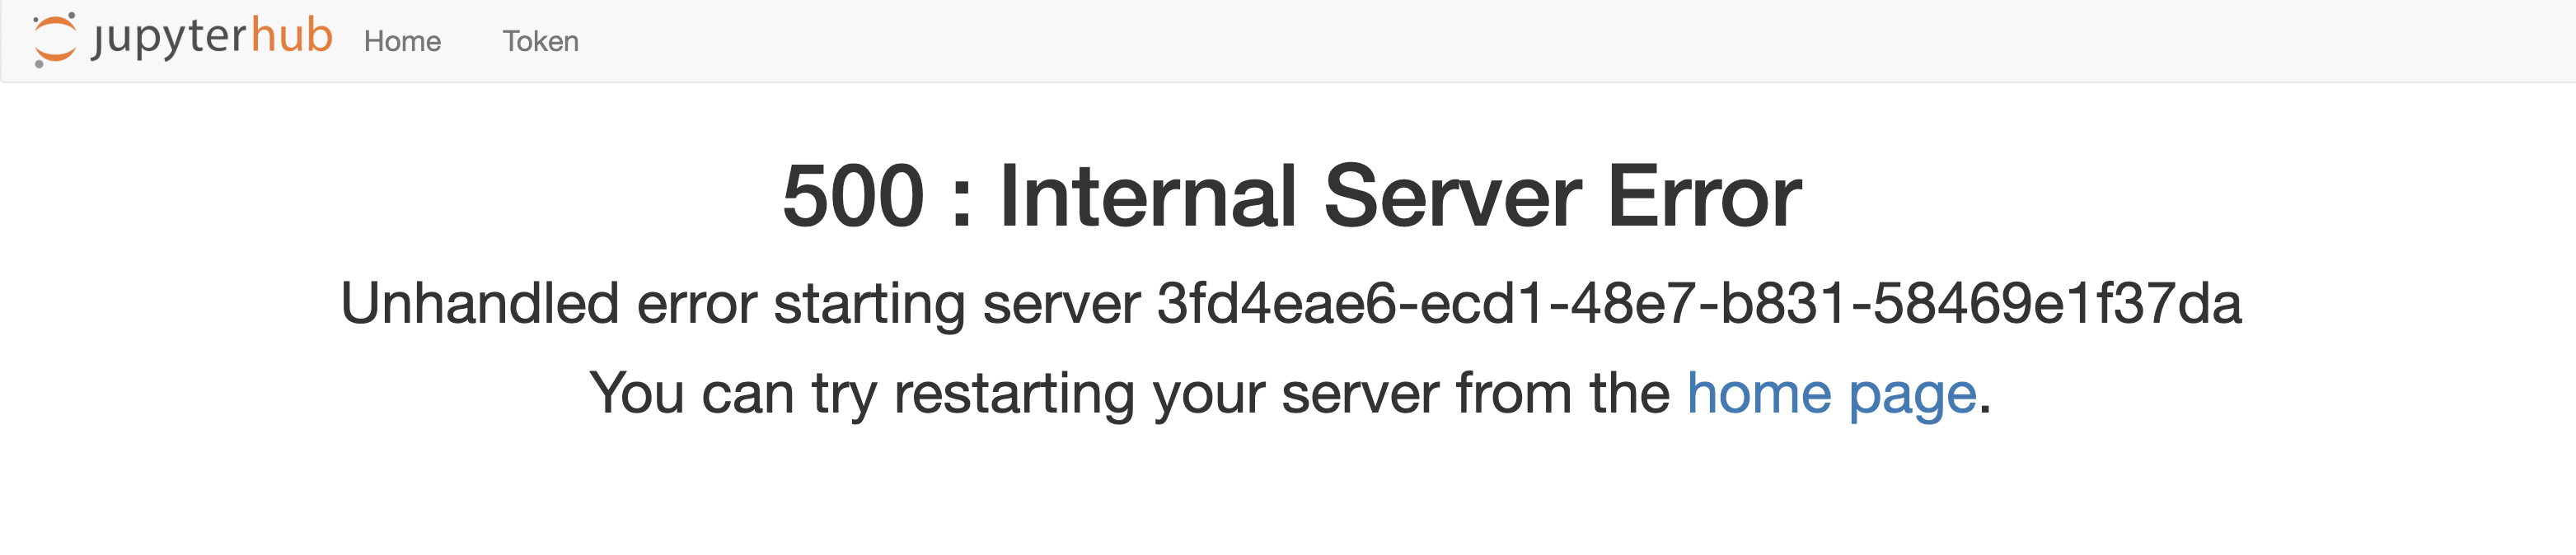 jupyterhub Home Token
500 : Internal Server Error
Unhandled error starting server 3fd4eae6-ecd1-48e7-b831-58469e1f37da
You can try restarting your server from the home page.